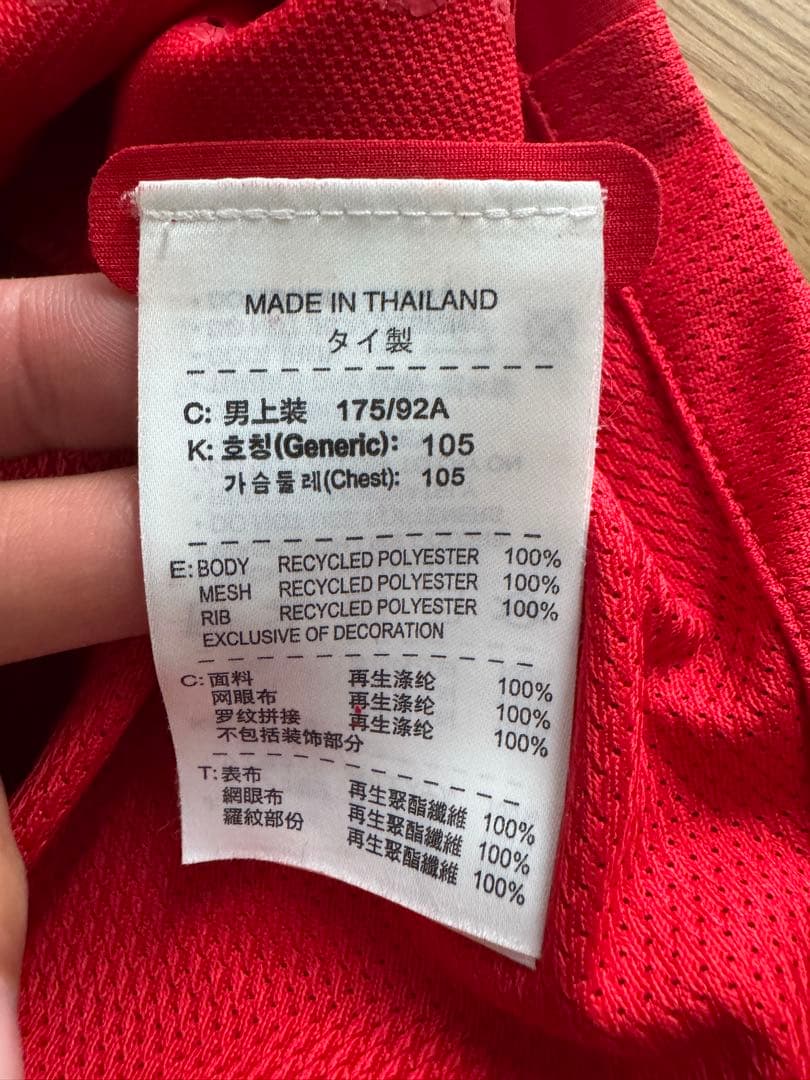 MADE IN THAILAND
タイ製
C: 男上装 175/92A
K: 호칭(Generic): 105
가슴둘레(Chest): 105
E: BODY RECYCLED POLYESTER 100%
MESH RECYCLED POLYESTER 100%
RIB RECYCLED POLYESTER 100%
EXCLUSIVE OF DECORATION
C: 面料 再生涤纶 100%
网眼布 再生涤纶 100%
罗纹拼接 再生涤纶 100%
不包括装饰部分
T: 表布 再生聚酯纖維 100%
網眼布 再生聚酯纖維 100%
羅紋部份 再生聚酯纖維 100%